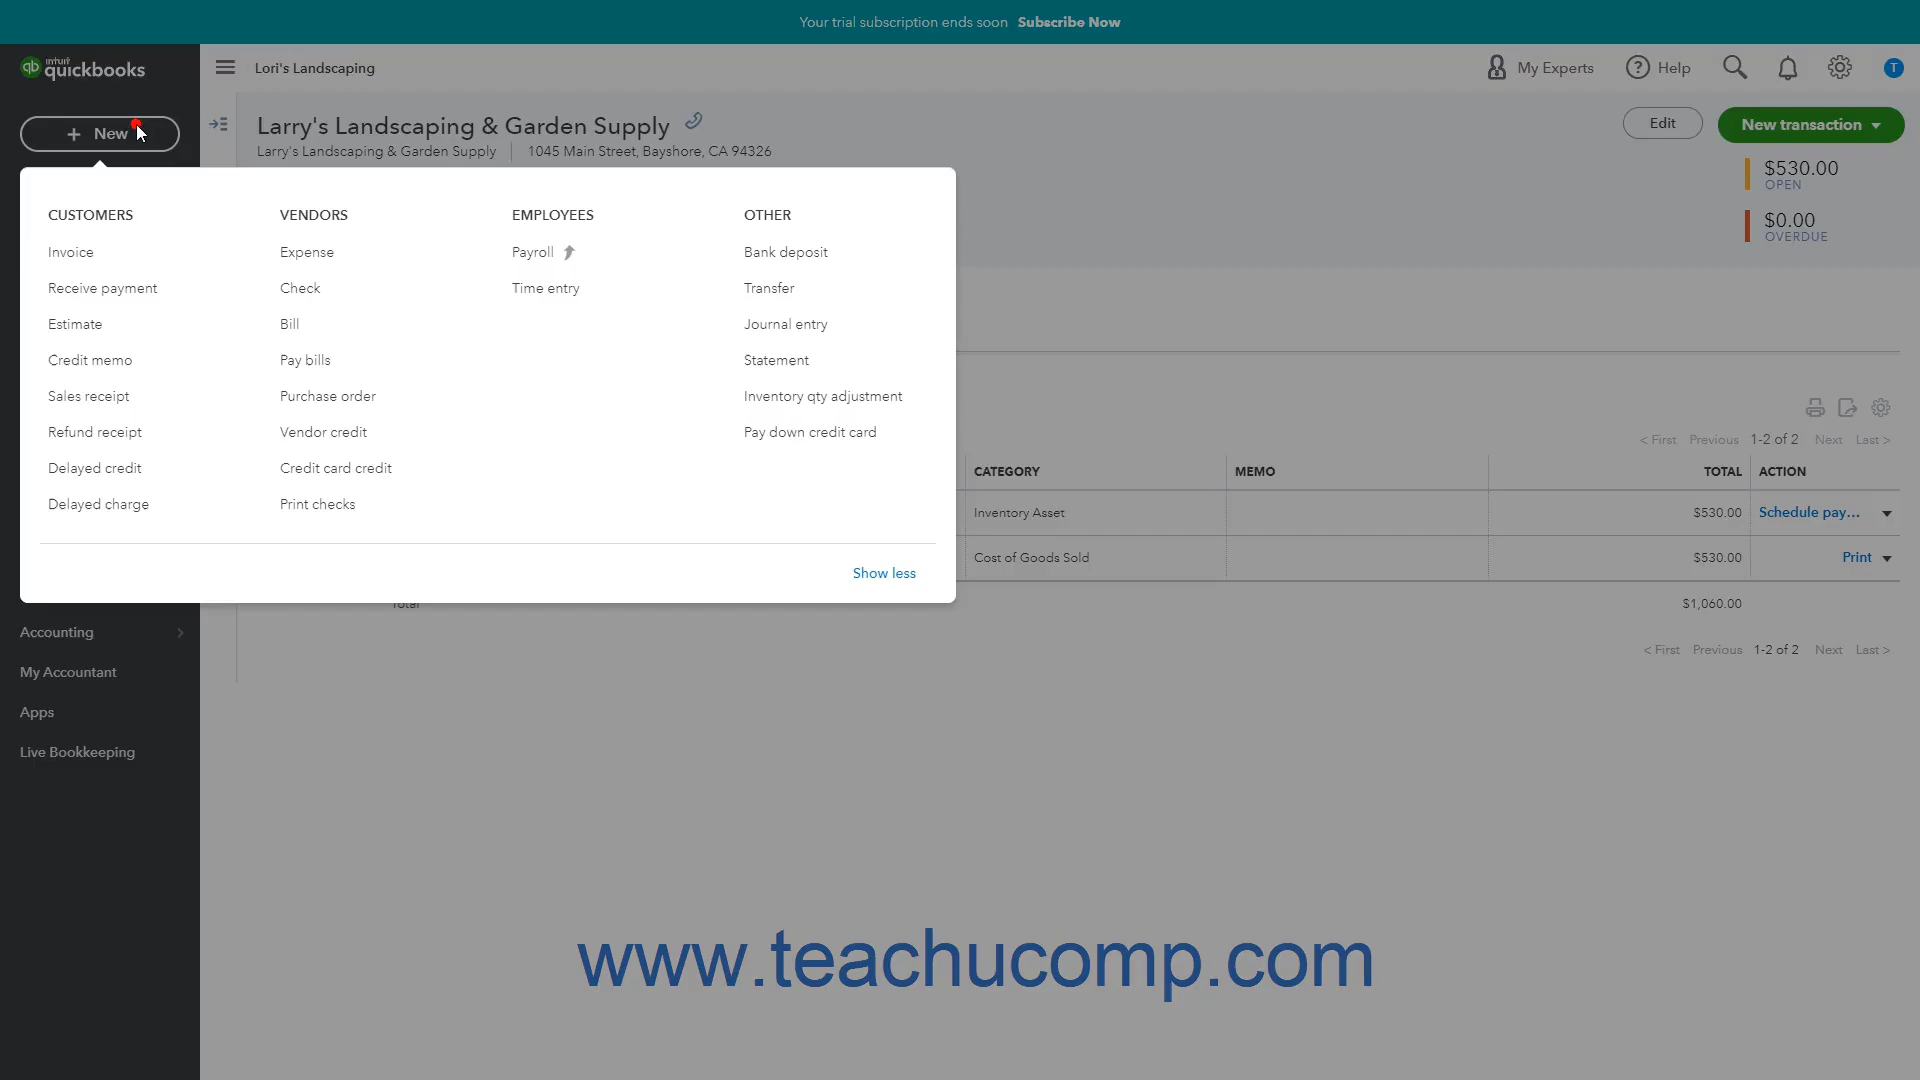 Your trial subscription ends soon Subscribe Now
intuit quickbooks
Lori's Landscaping
My Experts
Help
T
+ New
Larry's Landscaping & Garden Supply
Edit
New transaction
Larry's Landscaping & Garden Supply | 1045 Main Street, Bayshore, CA 94326
$530.00
OPEN
$0.00
OVERDUE
CUSTOMERS
Invoice
Receive payment
Estimate
Credit memo
Sales receipt
Refund receipt
Delayed credit
Delayed charge
VENDORS
Expense
Check
Bill
Pay bills
Purchase order
Vendor credit
Credit card credit
Print checks
EMPLOYEES
Payroll
Time entry
OTHER
Bank deposit
Transfer
Journal entry
Statement
Inventory qty adjustment
Pay down credit card
Show less
< First Previous 1-2 of 2 Next Last >
CATEGORY MEMO TOTAL ACTION
Inventory Asset $530.00 Schedule pay...
Cost of Goods Sold $530.00 Print
Total $1,060.00
< First Previous 1-2 of 2 Next Last >
Accounting
My Accountant
Apps
Live Bookkeeping
www.teachucomp.com